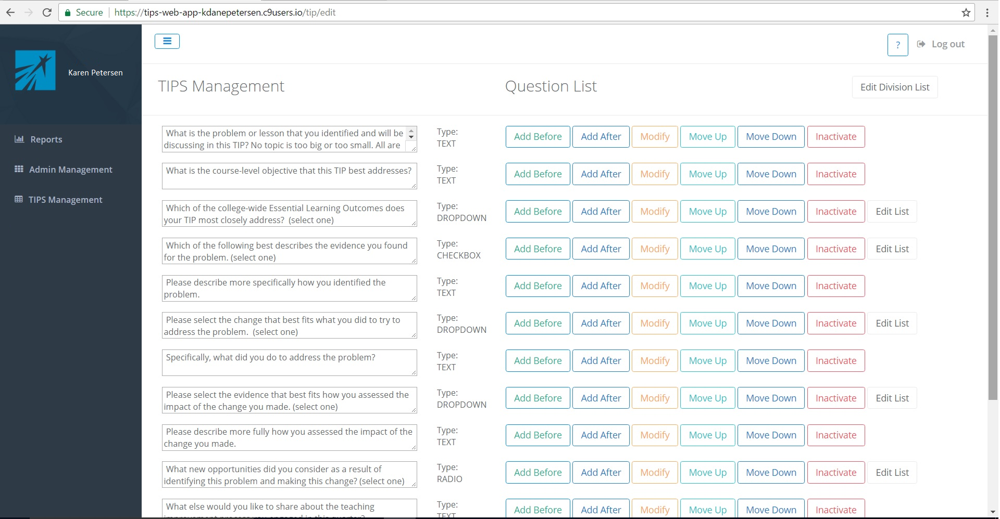 Secure https://tips-web-app-kdanepetersen.c9users.io/tip/edit
Karen Petersen
? Log out
TIPS Management Question List Edit Division List
Reports
Admin Management
TIPS Management
What is the problem or lesson that you identified and will be
discussing in this TIP? No topic is too big or too small. All are
Type:
TEXT
Add Before Add After Modify Move Up Move Down Inactivate
What is the course-level objective that this TIP best addresses?
Type:
TEXT
Add Before Add After Modify Move Up Move Down Inactivate
Which of the college-wide Essential Learning Outcomes does
your TIP most closely address?  (select one)
Type:
DROPDOWN
Add Before Add After Modify Move Up Move Down Inactivate Edit List
Which of the following best describes the evidence you found
for the problem. (select one)
Type:
CHECKBOX
Add Before Add After Modify Move Up Move Down Inactivate Edit List
Please describe more specifically how you identified the
problem.
Type:
TEXT
Add Before Add After Modify Move Up Move Down Inactivate
Please select the change that best fits what you did to try to
address the problem.  (select one)
Type:
DROPDOWN
Add Before Add After Modify Move Up Move Down Inactivate Edit List
Specifically, what did you do to address the problem?
Type:
TEXT
Add Before Add After Modify Move Up Move Down Inactivate
Please select the evidence that best fits how you assessed the
impact of the change you made. (select one)
Type:
DROPDOWN
Add Before Add After Modify Move Up Move Down Inactivate Edit List
Please describe more fully how you assessed the impact of the
change you made.
Type:
TEXT
Add Before Add After Modify Move Up Move Down Inactivate
What new opportunities did you consider as a result of
identifying this problem and making this change? (select one)
Type:
RADIO
Add Before Add After Modify Move Up Move Down Inactivate Edit List
What else would you like to share about the teaching
improvement process you engaged in this quarter?
Type:
TEXT
Add Before Add After Modify Move Up Move Down Inactivate